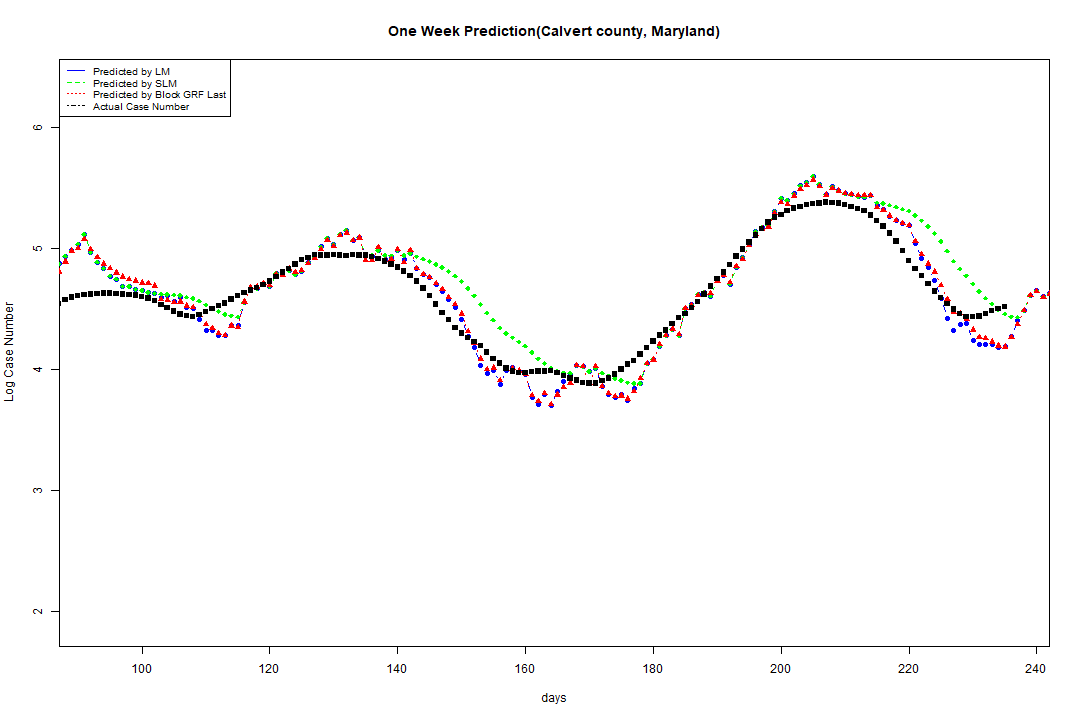 One Week Prediction(Calvert county, Maryland)
Predicted by LM
Predicted by SLM
Predicted by Block GRF Last
Actual Case Number
6
5
4
3
2
Log Case Number
100 120 140 160 180 200 220 240
days